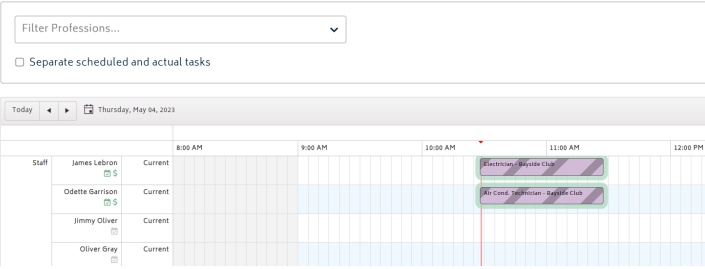 Filter Professions...
Separate scheduled and actual tasks
Today Thursday, May 04, 2023
8:00 AM 9:00 AM 10:00 AM 11:00 AM 12:00 PM
Staff James Lebron Current Electrician - Bayside Club
Odette Garrison Current Air Cond. Technician - Bayside Club
Jimmy Oliver Current
Oliver Gray Current